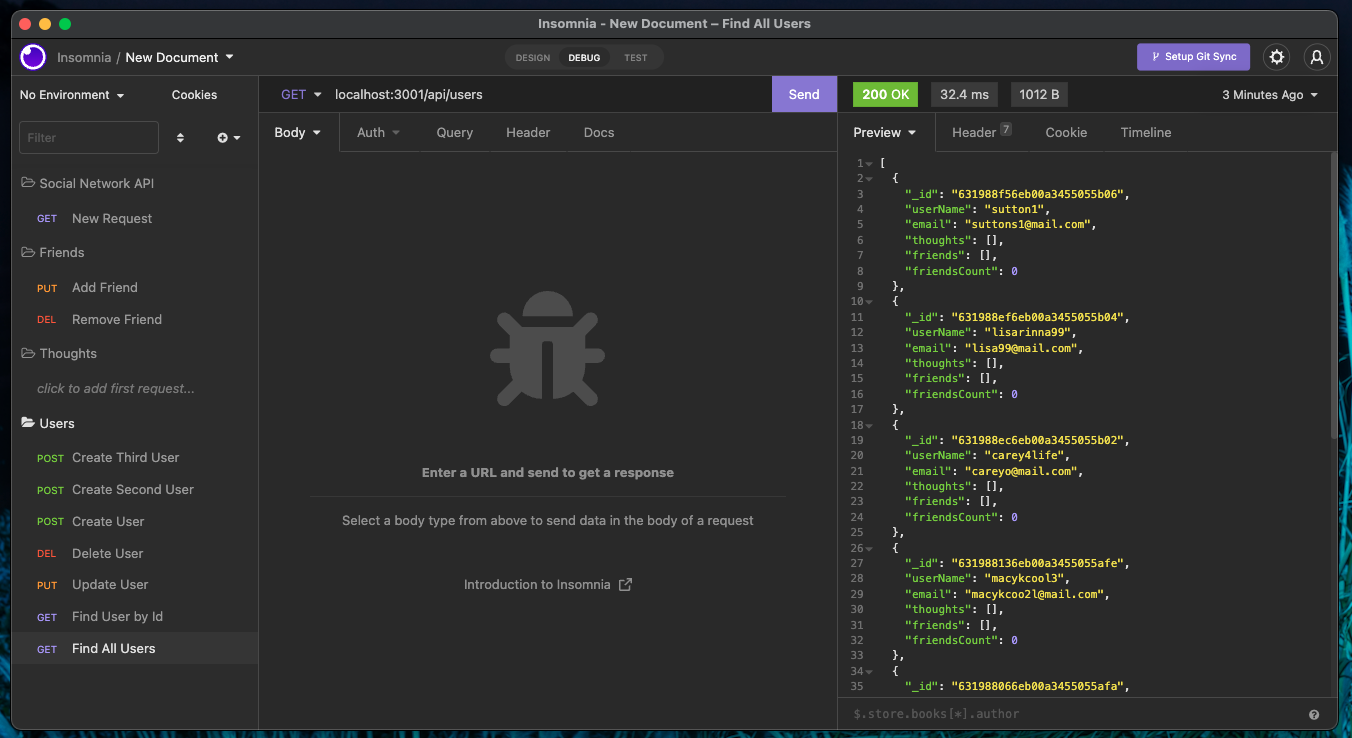 Insomnia - New Document – Find All Users
Insomnia / New Document
DESIGN DEBUG TEST
Setup Git Sync
No Environment Cookies
Filter
Social Network API
GET New Request
Friends
PUT Add Friend
DEL Remove Friend
Thoughts
click to add first request...
Users
POST Create Third User
POST Create Second User
POST Create User
DEL Delete User
PUT Update User
GET Find User by Id
GET Find All Users
GET localhost:3001/api/users Send
Body Auth Query Header Docs
Enter a URL and send to get a response
Select a body type from above to send data in the body of a request
Introduction to Insomnia
200 OK 32.4 ms 1012 B 3 Minutes Ago
Preview Header 7 Cookie Timeline
1 [
2 {
3 "_id": "631988f56eb00a3455055b06",
4 "userName": "sutton1",
5 "email": "suttons1@mail.com",
6 "thoughts": [],
7 "friends": [],
8 "friendsCount": 0
9 },
10 {
11 "_id": "631988ef6eb00a3455055b04",
12 "userName": "lisarinna99",
13 "email": "lisa99@mail.com",
14 "thoughts": [],
15 "friends": [],
16 "friendsCount": 0
17 },
18 {
19 "_id": "631988ec6eb00a3455055b02",
20 "userName": "carey4life",
21 "email": "careyo@mail.com",
22 "thoughts": [],
23 "friends": [],
24 "friendsCount": 0
25 },
26 {
27 "_id": "631988136eb00a3455055afe",
28 "userName": "macykcool3",
29 "email": "macykcoo2l@mail.com",
30 "thoughts": [],
31 "friends": [],
32 "friendsCount": 0
33 },
34 {
35 "_id": "631988066eb00a3455055afa",
$.store.books[*].author